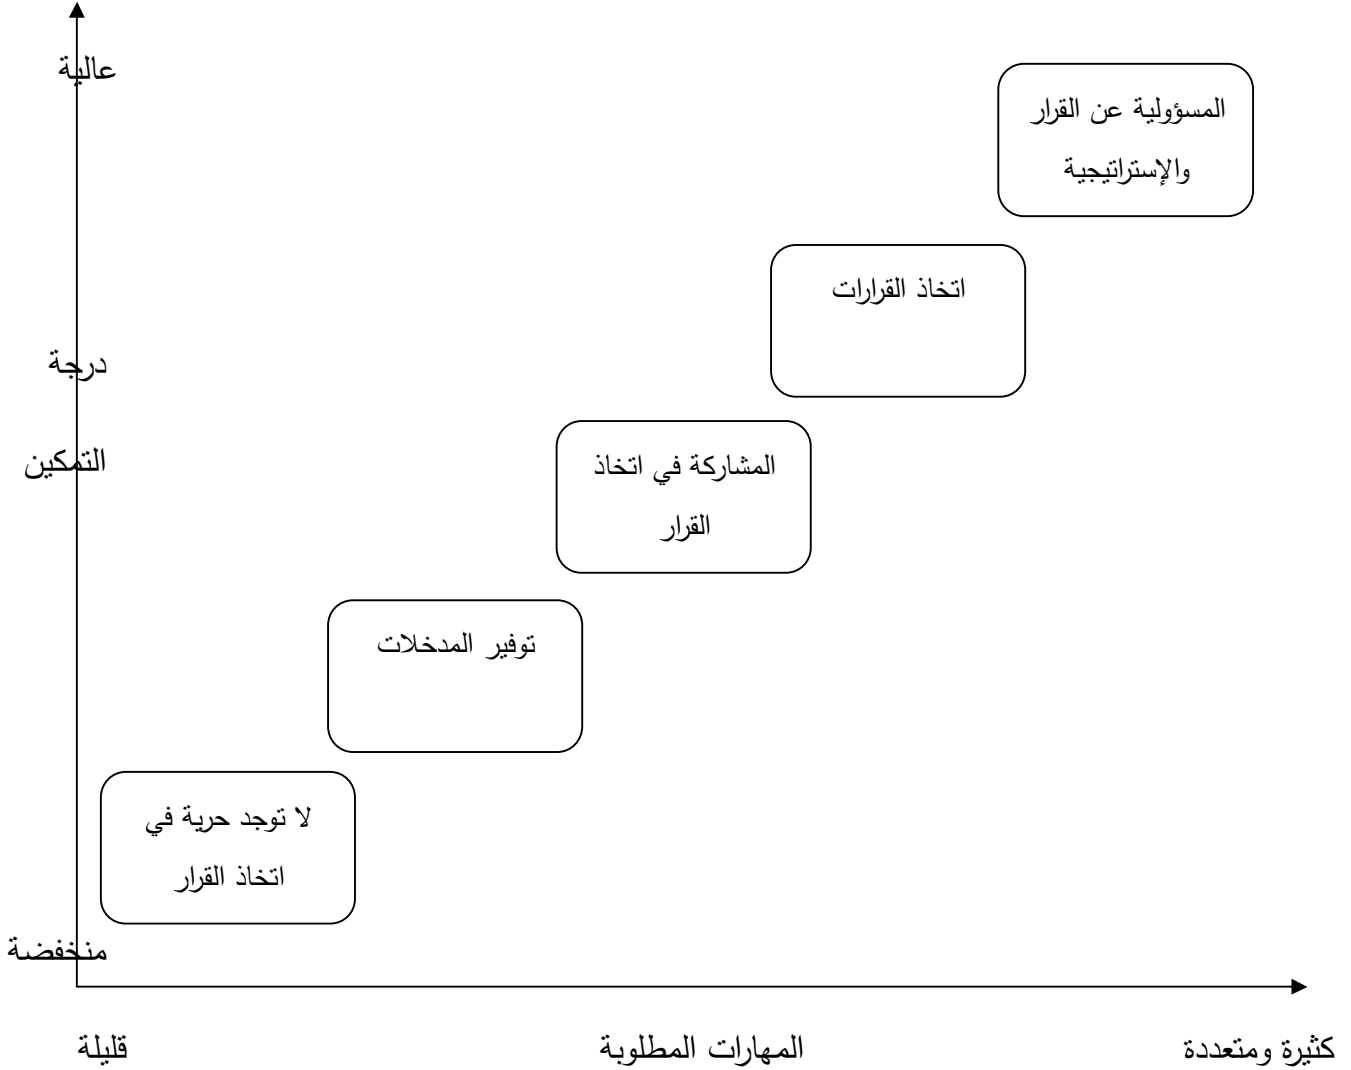 عالية
المسؤولية عن القرار
والإستراتيجية
اتخاذ القرارات
درجة
التمكين
المشاركة في اتخاذ
القرار
توفير المدخلات
لا توجد حرية في
اتخاذ القرار
منخفضة
قليلة
المهارات المطلوبة
كثيرة ومتعددة